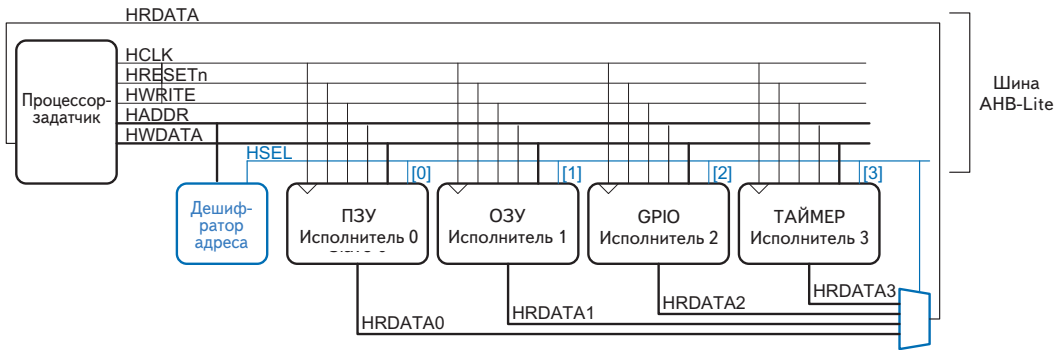 HRDATA
HCLK
HRESETn
HWRITE
HADDR
HWDATA
Процессор-
задатчик
Шина
AHB-Lite
HSEL
[0]
[1]
[2]
[3]
Дешиф-
ратор
адреса
ПЗУ
Исполнитель 0
ОЗУ
Исполнитель 1
GPIO
Исполнитель 2
ТАЙМЕР
Исполнитель 3
HRDATA3
HRDATA2
HRDATA1
HRDATA0